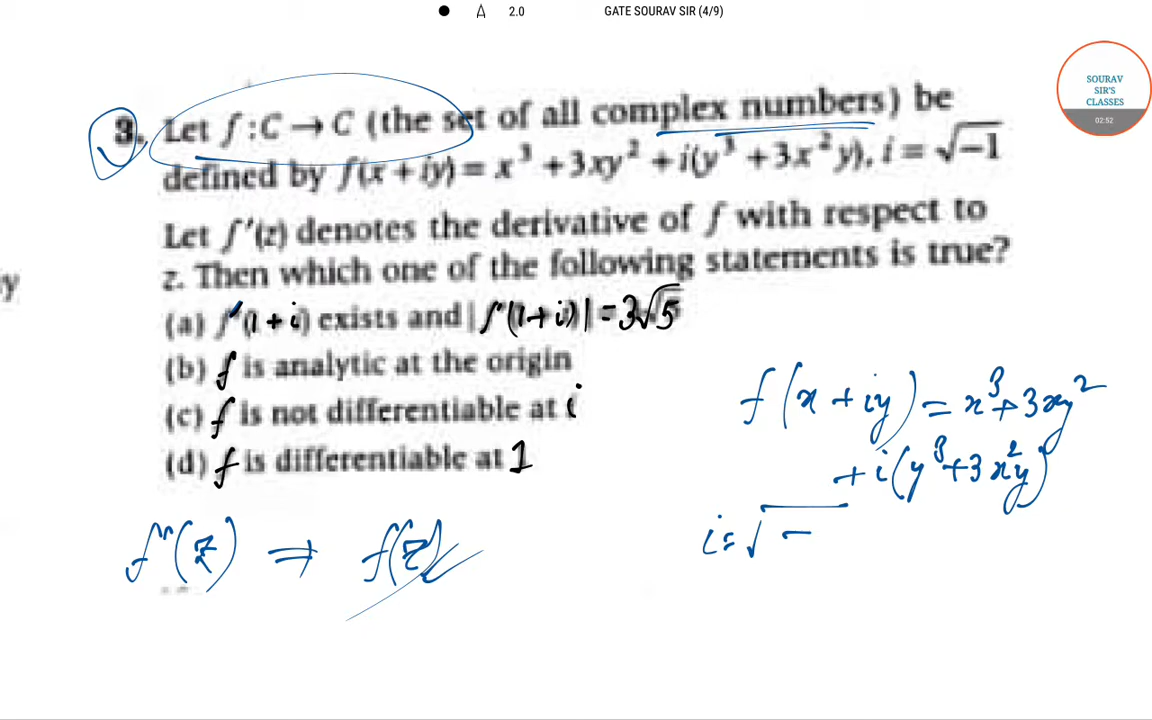 A 2.0 GATE SOURAV SIR (4/9)
SOURAV
SIR'S
CLASSES
02:52
3. Let f : C → C (the set of all complex numbers) be
defined by f(x + iy) = x³ + 3xy² + i(y³ + 3x²y), i = √−1
Let f′(z) denotes the derivative of f with respect to
z. Then which one of the following statements is true?
iy
(a) f′(1 + i) exists and |f′(1+i)| = 3√5
(b) f is analytic at the origin
(c) f is not differentiable at i
(d) f is differentiable at 1
f(x + iy) = x³ + 3xy²
+ i(y³ + 3x²y)
i = √−
f′′(z) ⇒ f(z)